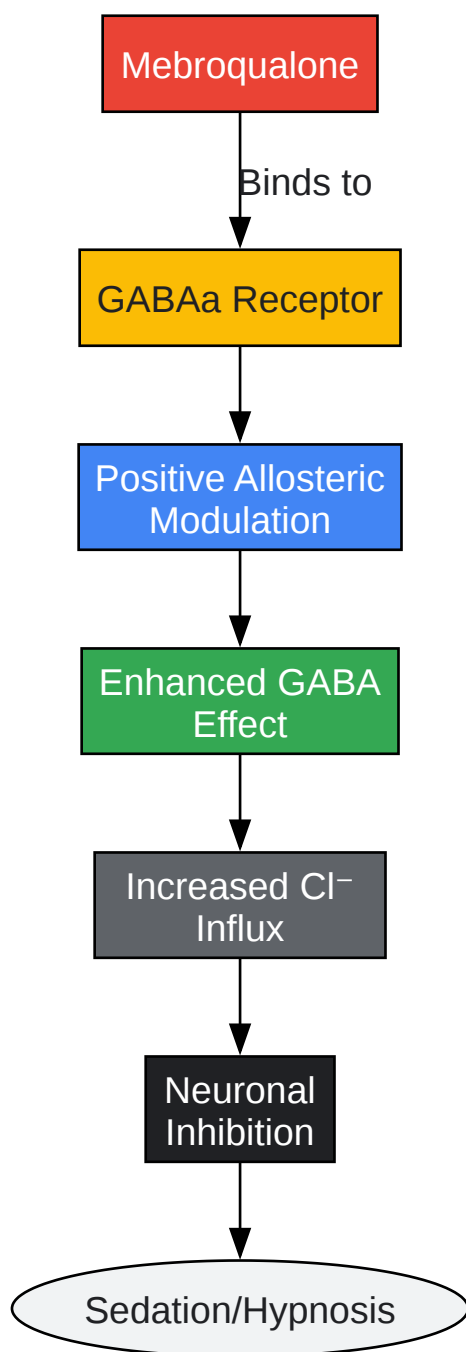 Mebroqualone
Binds to
GABAa Receptor
Positive Allosteric
Modulation
Enhanced GABA
Effect
Increased Cl⁻
Influx
Neuronal
Inhibition
Sedation/Hypnosis